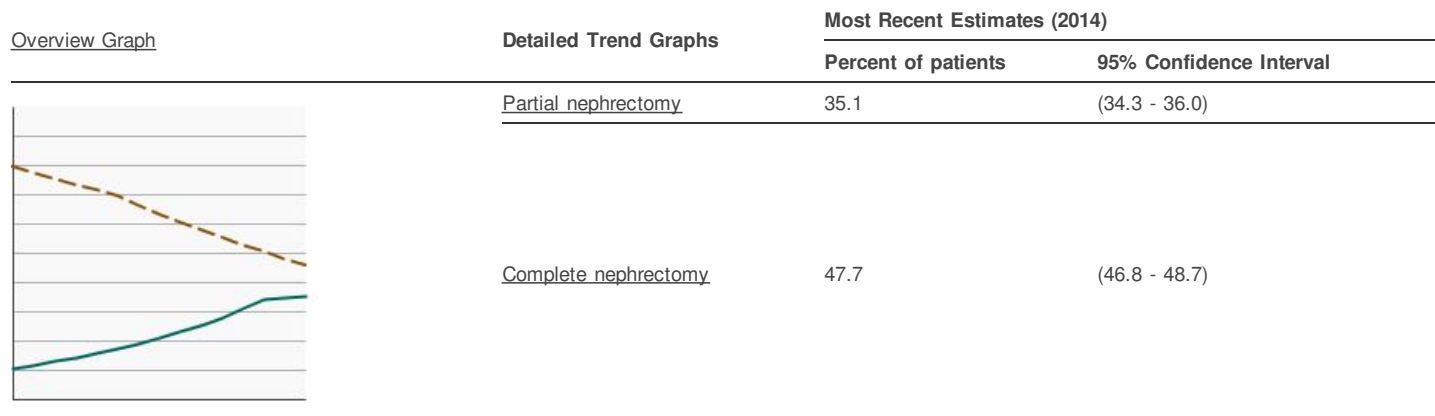 Overview Graph
Detailed Trend Graphs
Most Recent Estimates (2014)
Percent of patients 95% Confidence Interval
Partial nephrectomy 35.1 (34.3 - 36.0)
Complete nephrectomy 47.7 (46.8 - 48.7)